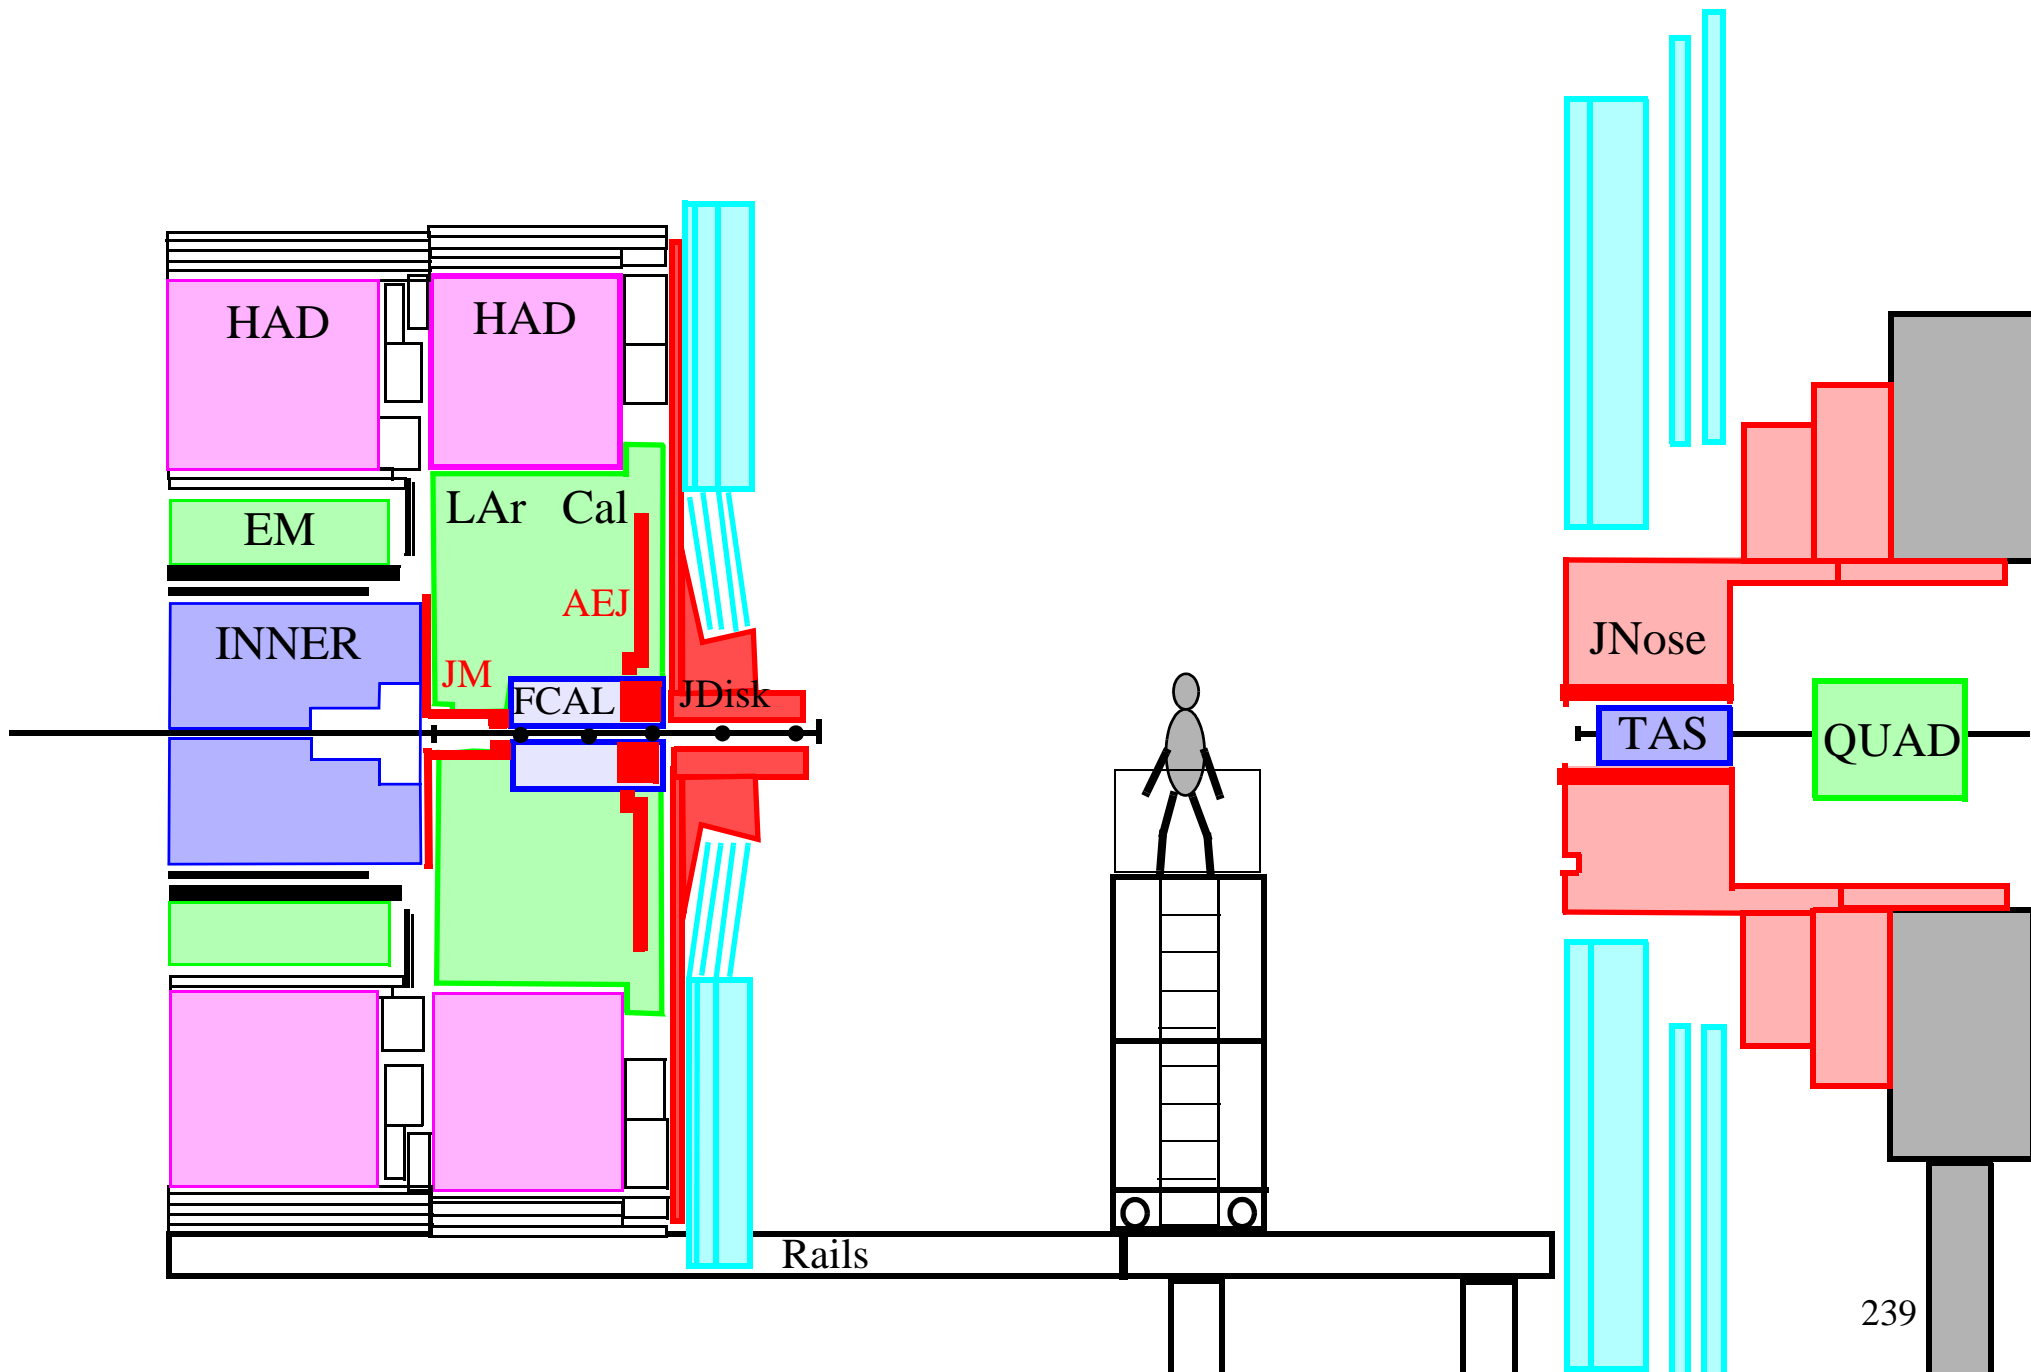 HAD
HAD
LAr Cal
EM
AEJ
INNER
JM
FCAL
JDisk
JNose
TAS
QUAD
Rails
239